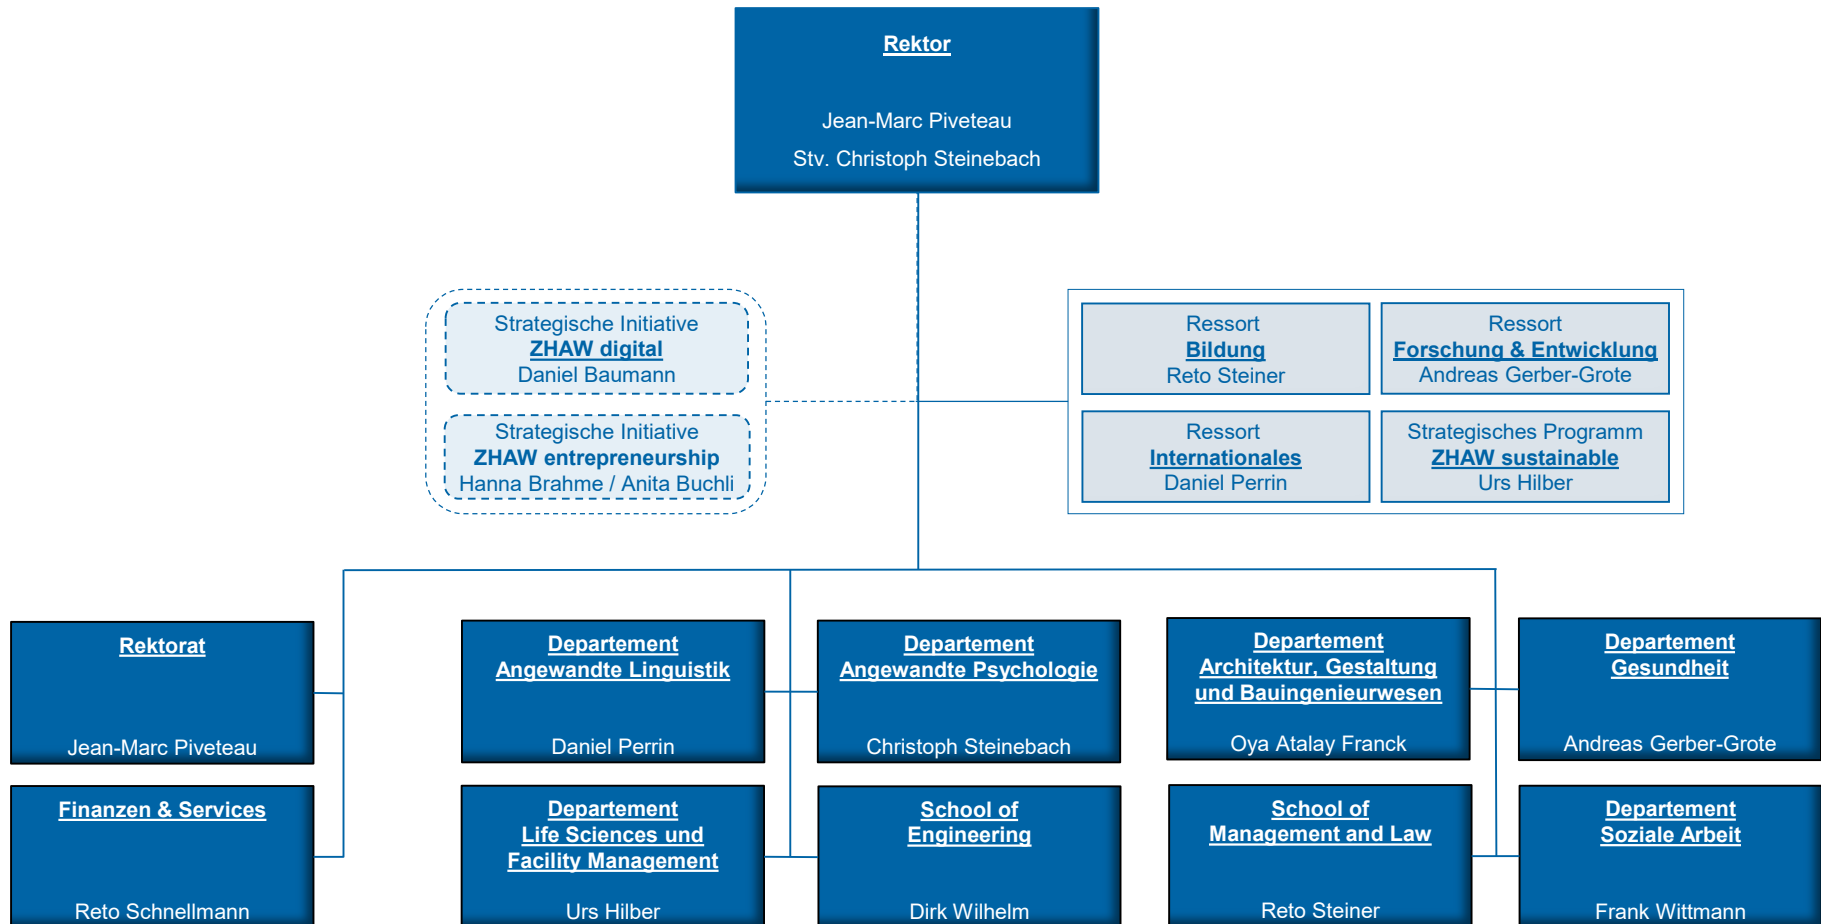 Rektor
Jean-Marc Piveteau
Stv. Christoph Steinebach
Strategische Initiative
ZHAW digital
Daniel Baumann
Strategische Initiative
ZHAW entrepreneurship
Hanna Brahme / Anita Buchli
Ressort
Bildung
Reto Steiner
Ressort
Forschung & Entwicklung
Andreas Gerber-Grote
Ressort
Internationales
Daniel Perrin
Strategisches Programm
ZHAW sustainable
Urs Hilber
Rektorat
Jean-Marc Piveteau
Departement
Angewandte Linguistik
Daniel Perrin
Departement
Angewandte Psychologie
Christoph Steinebach
Departement
Architektur, Gestaltung
und Bauingenieurwesen
Oya Atalay Franck
Departement
Gesundheit
Andreas Gerber-Grote
Finanzen & Services
Reto Schnellmann
Departement
Life Sciences und
Facility Management
Urs Hilber
School of
Engineering
Dirk Wilhelm
School of
Management and Law
Reto Steiner
Departement
Soziale Arbeit
Frank Wittmann